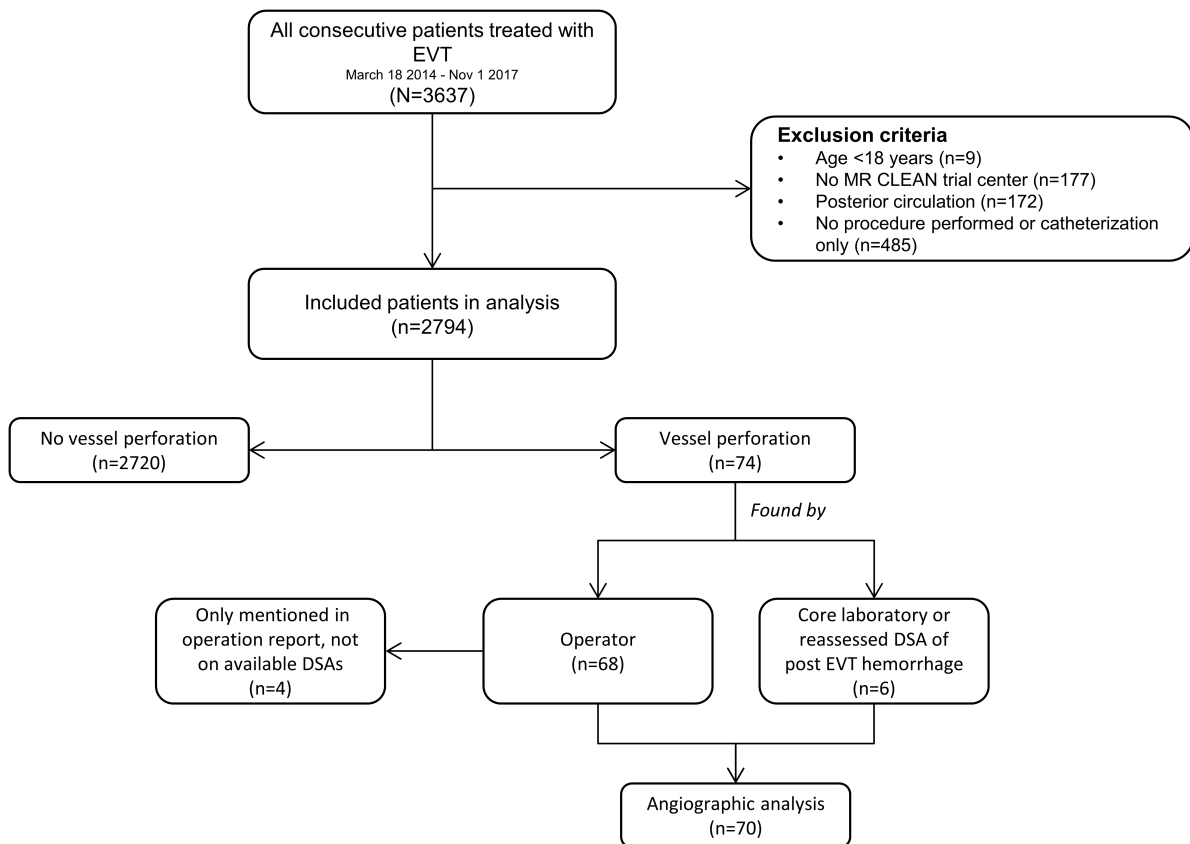 All consecutive patients treated with
EVT
March 18 2014 - Nov 1 2017
(N=3637)
Exclusion criteria
• Age <18 years (n=9)
• No MR CLEAN trial center (n=177)
• Posterior circulation (n=172)
• No procedure performed or catheterization
only (n=485)
Included patients in analysis
(n=2794)
No vessel perforation
(n=2720)
Vessel perforation
(n=74)
Found by
Only mentioned in
operation report, not
on available DSAs
(n=4)
Operator
(n=68)
Core laboratory or
reassessed DSA of
post EVT hemorrhage
(n=6)
Angiographic analysis
(n=70)